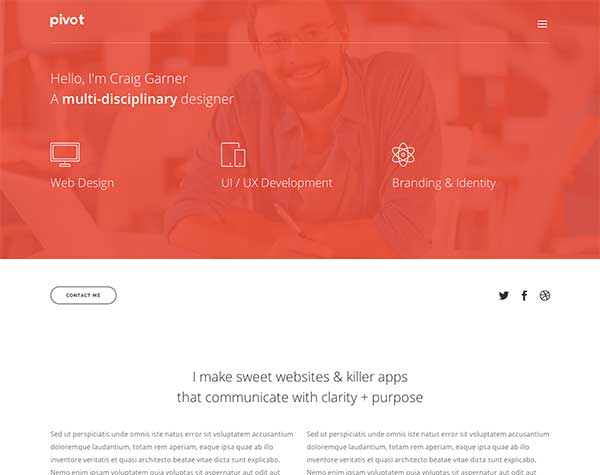 pivot
Hello, I'm Craig Garner
A multi-disciplinary designer
Web Design
UI / UX Development
Branding & Identity
CONTACT ME
I make sweet websites & killer apps
that communicate with clarity + purpose
Sed ut perspiciatis unde omnis iste natus error sit voluptatem accusantium
doloremque laudantium, totam rem aperiam, eaque ipsa quae ab illo
inventore veritatis et quasi architecto beatae vitae dicta sunt explicabo.
Nemo enim ipsam voluptatem quia voluptas sit aspernatur aut odit aut
Sed ut perspiciatis unde omnis iste natus error sit voluptatem accusantium
doloremque laudantium, totam rem aperiam, eaque ipsa quae ab illo
inventore veritatis et quasi architecto beatae vitae dicta sunt explicabo.
Nemo enim ipsam voluptatem quia voluptas sit aspernatur aut odit aut